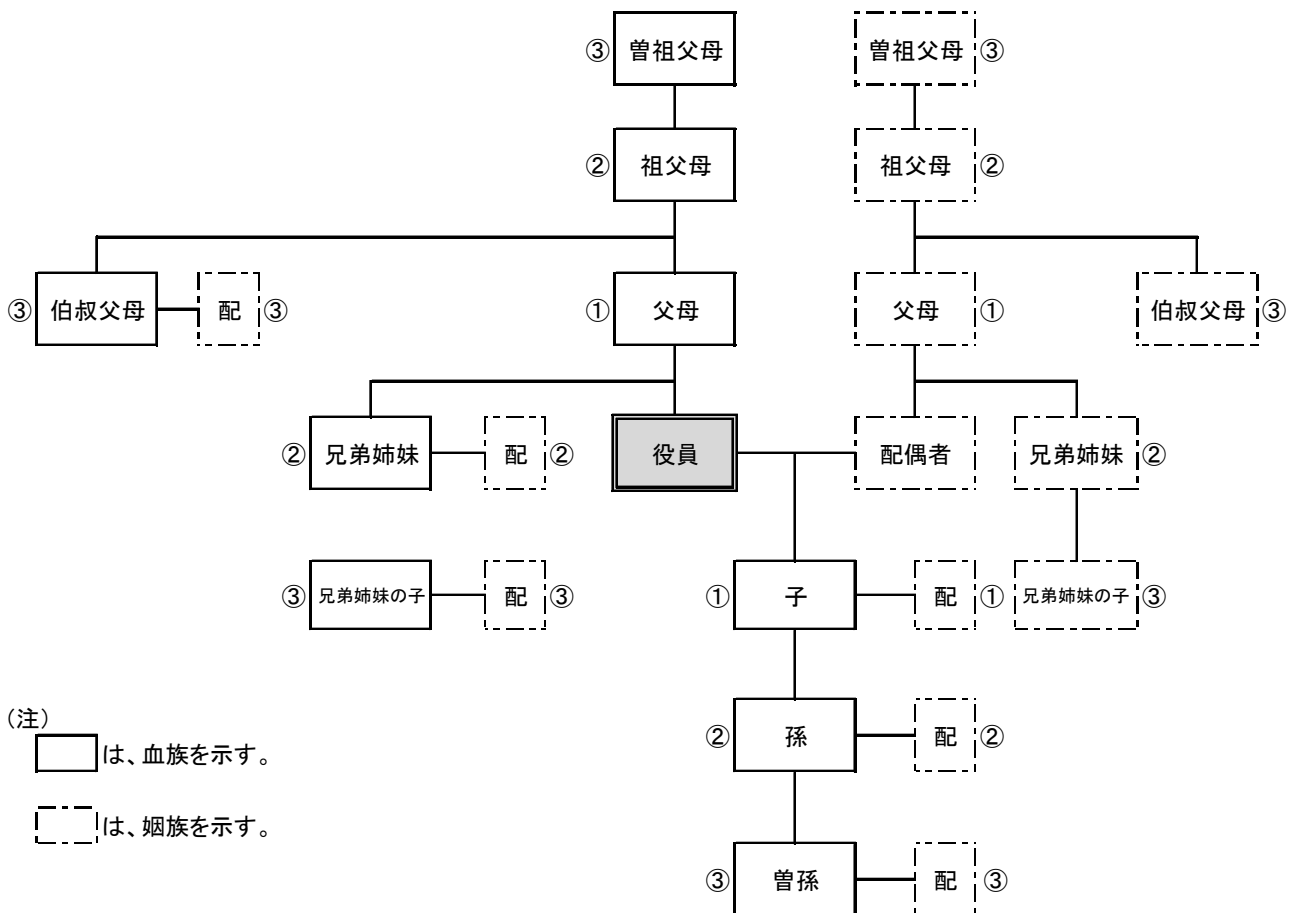 ③ 曽祖父母 曽祖父母 ③
② 祖父母 祖父母 ②
③ 伯叔父母 配 ③ ① 父母 父母 ① 伯叔父母 ③
② 兄弟姉妹 配 ② 役員 配偶者 兄弟姉妹 ②
③ 兄弟姉妹の子 配 ③ ① 子 配 ① 兄弟姉妹の子 ③
② 孫 配 ②
③ 曽孫 配 ③
(注)
は、血族を示す。
は、姻族を示す。